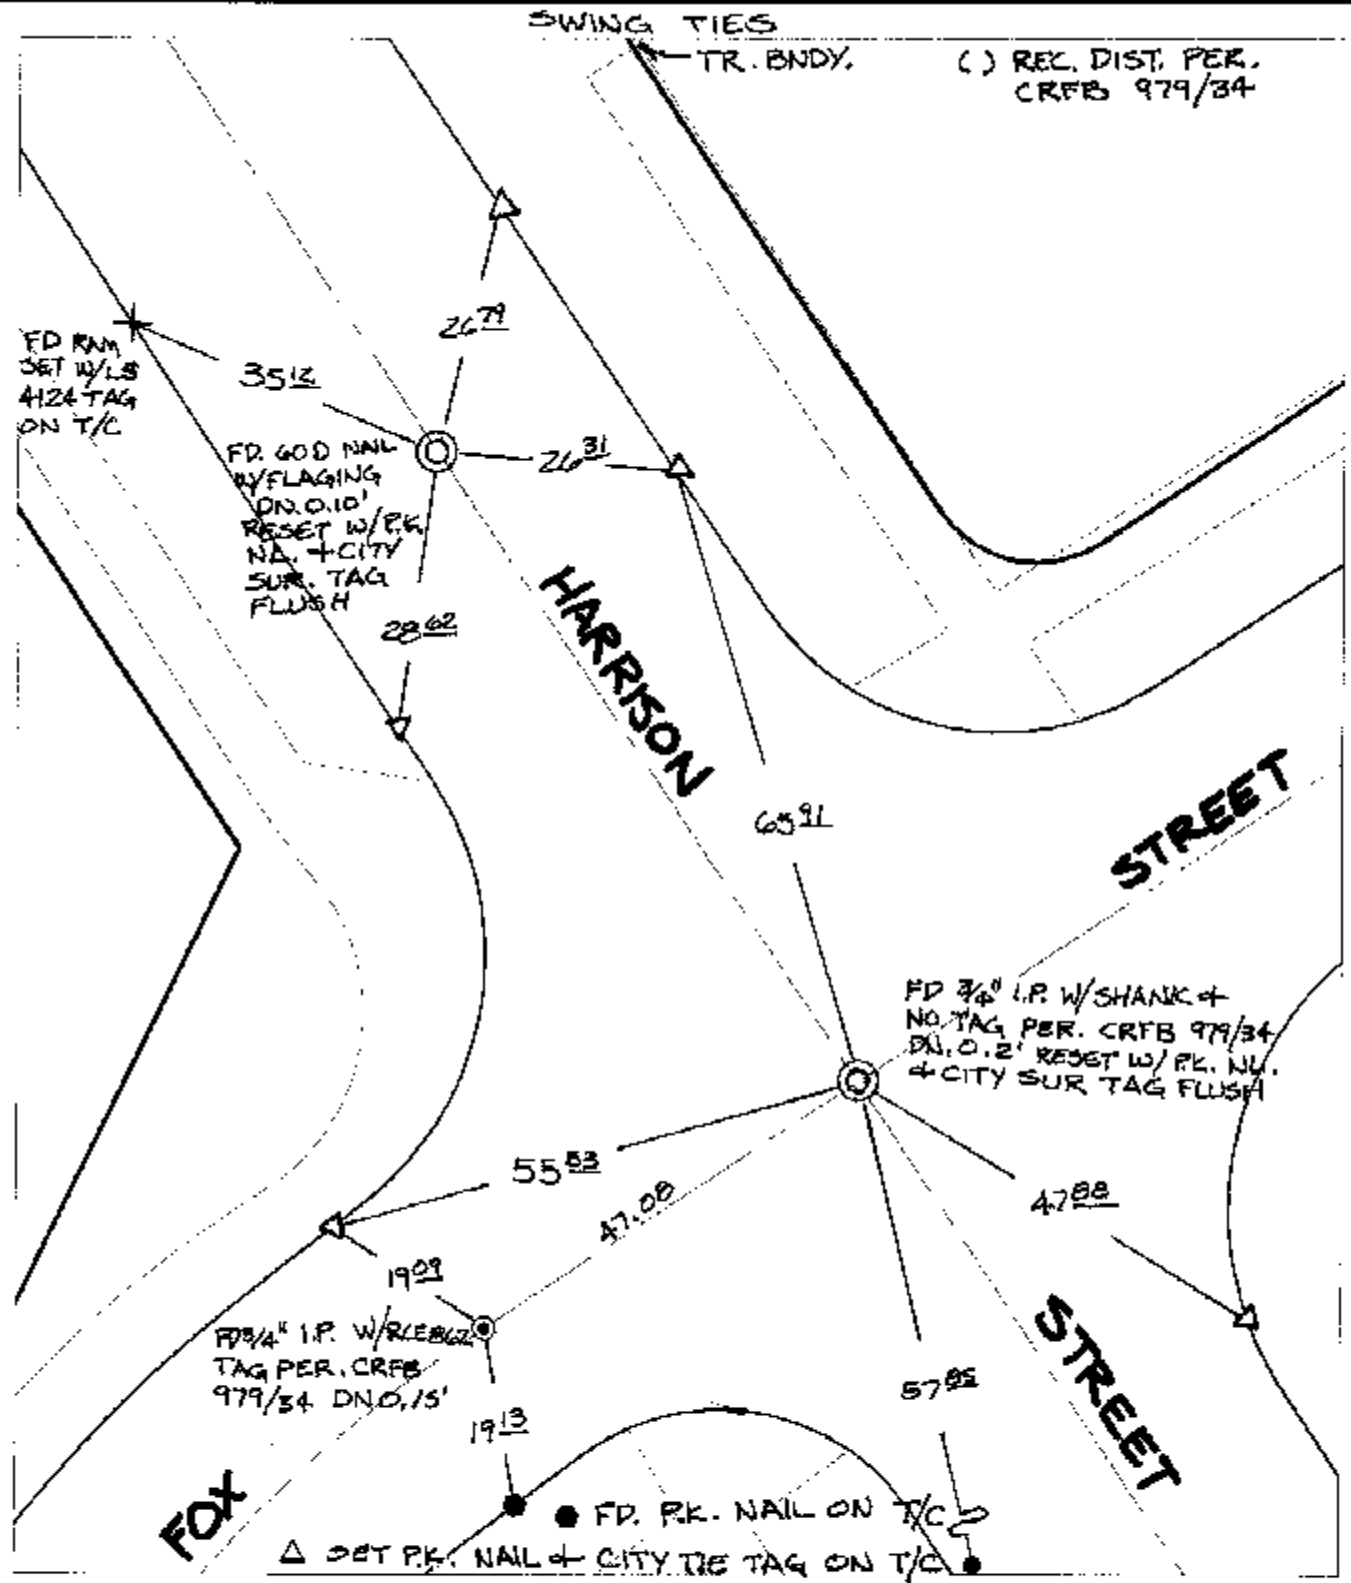 SWING TIES
TR. BNDY.
( ) REC. DIST. PER.
CRFB 979/34
26 79
FD RAM
SET W/LS
4124 TAG
ON T/C
35 12
FD. 60D NAIL
W/FLAGING
DN. 0.10'
RESET W/P.K.
NL. + CITY
SUR. TAG
FLUSH
26 31
28 62
HARRISON
STREET
91
FD 3/4" I.P. W/SHANK +
NO TAG PER. CRFB 979/34
DN. 0.2' RESET W/ P.K. NL.
+ CITY SUR TAG FLUSH
55 83
47.08
47 88
19 09
FD 3/4" I.P.
TAG PER. CRFB
979/34 DN 0.15'
STREET
57
19 13
FOX
FD. P.K. NAIL ON T/C
SET P.K. NAIL + CITY TIE TAG ON T/C